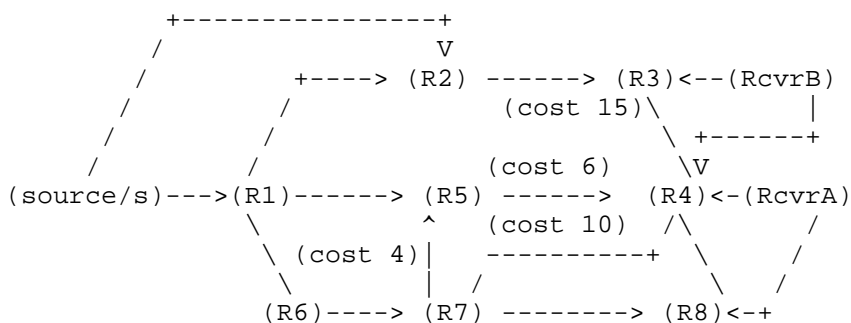 +----------------+
/ V
/ +----> (R2) ------> (R3)<--(RcvrB)
/ / (cost 15)\ |
/ / \ +------+
/ / (cost 6) \V
(source/s)--->(R1)------> (R5) ------> (R4)<-(RcvrA)
\ ^ (cost 10) /\ /
\ (cost 4)| ----------+ \ /
\ | / \ /
(R6)----> (R7) --------> (R8)<-+